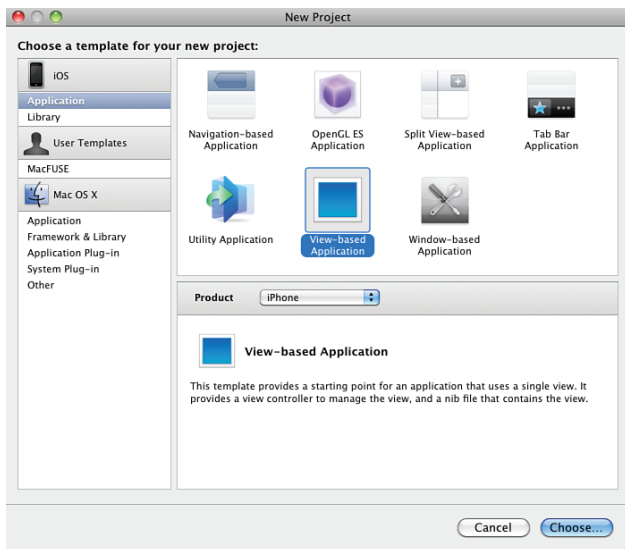 New Project
Choose a template for your new project:
iOS
Application
Library
User Templates
MacFUSE
Mac OS X
Application
Framework & Library
Application Plug-in
System Plug-in
Other
Navigation-based
Application
OpenGL ES
Application
Split View-based
Application
Tab Bar
Application
Utility Application
View-based
Application
Window-based
Application
Product
iPhone
View-based Application
This template provides a starting point for an application that uses a single view. It
provides a view controller to manage the view, and a nib file that contains the view.
Cancel
Choose...